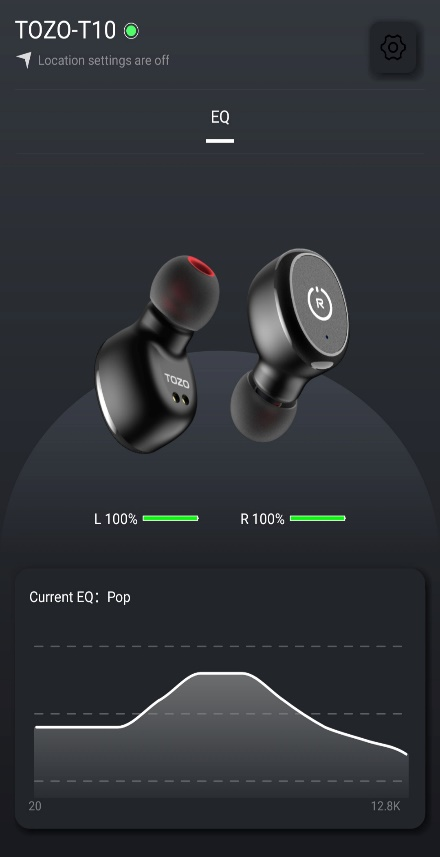 TOZO-T10
Location settings are off
EQ
R
TOZO
L 100% R 100%
Current EQ：Pop
20 12.8K